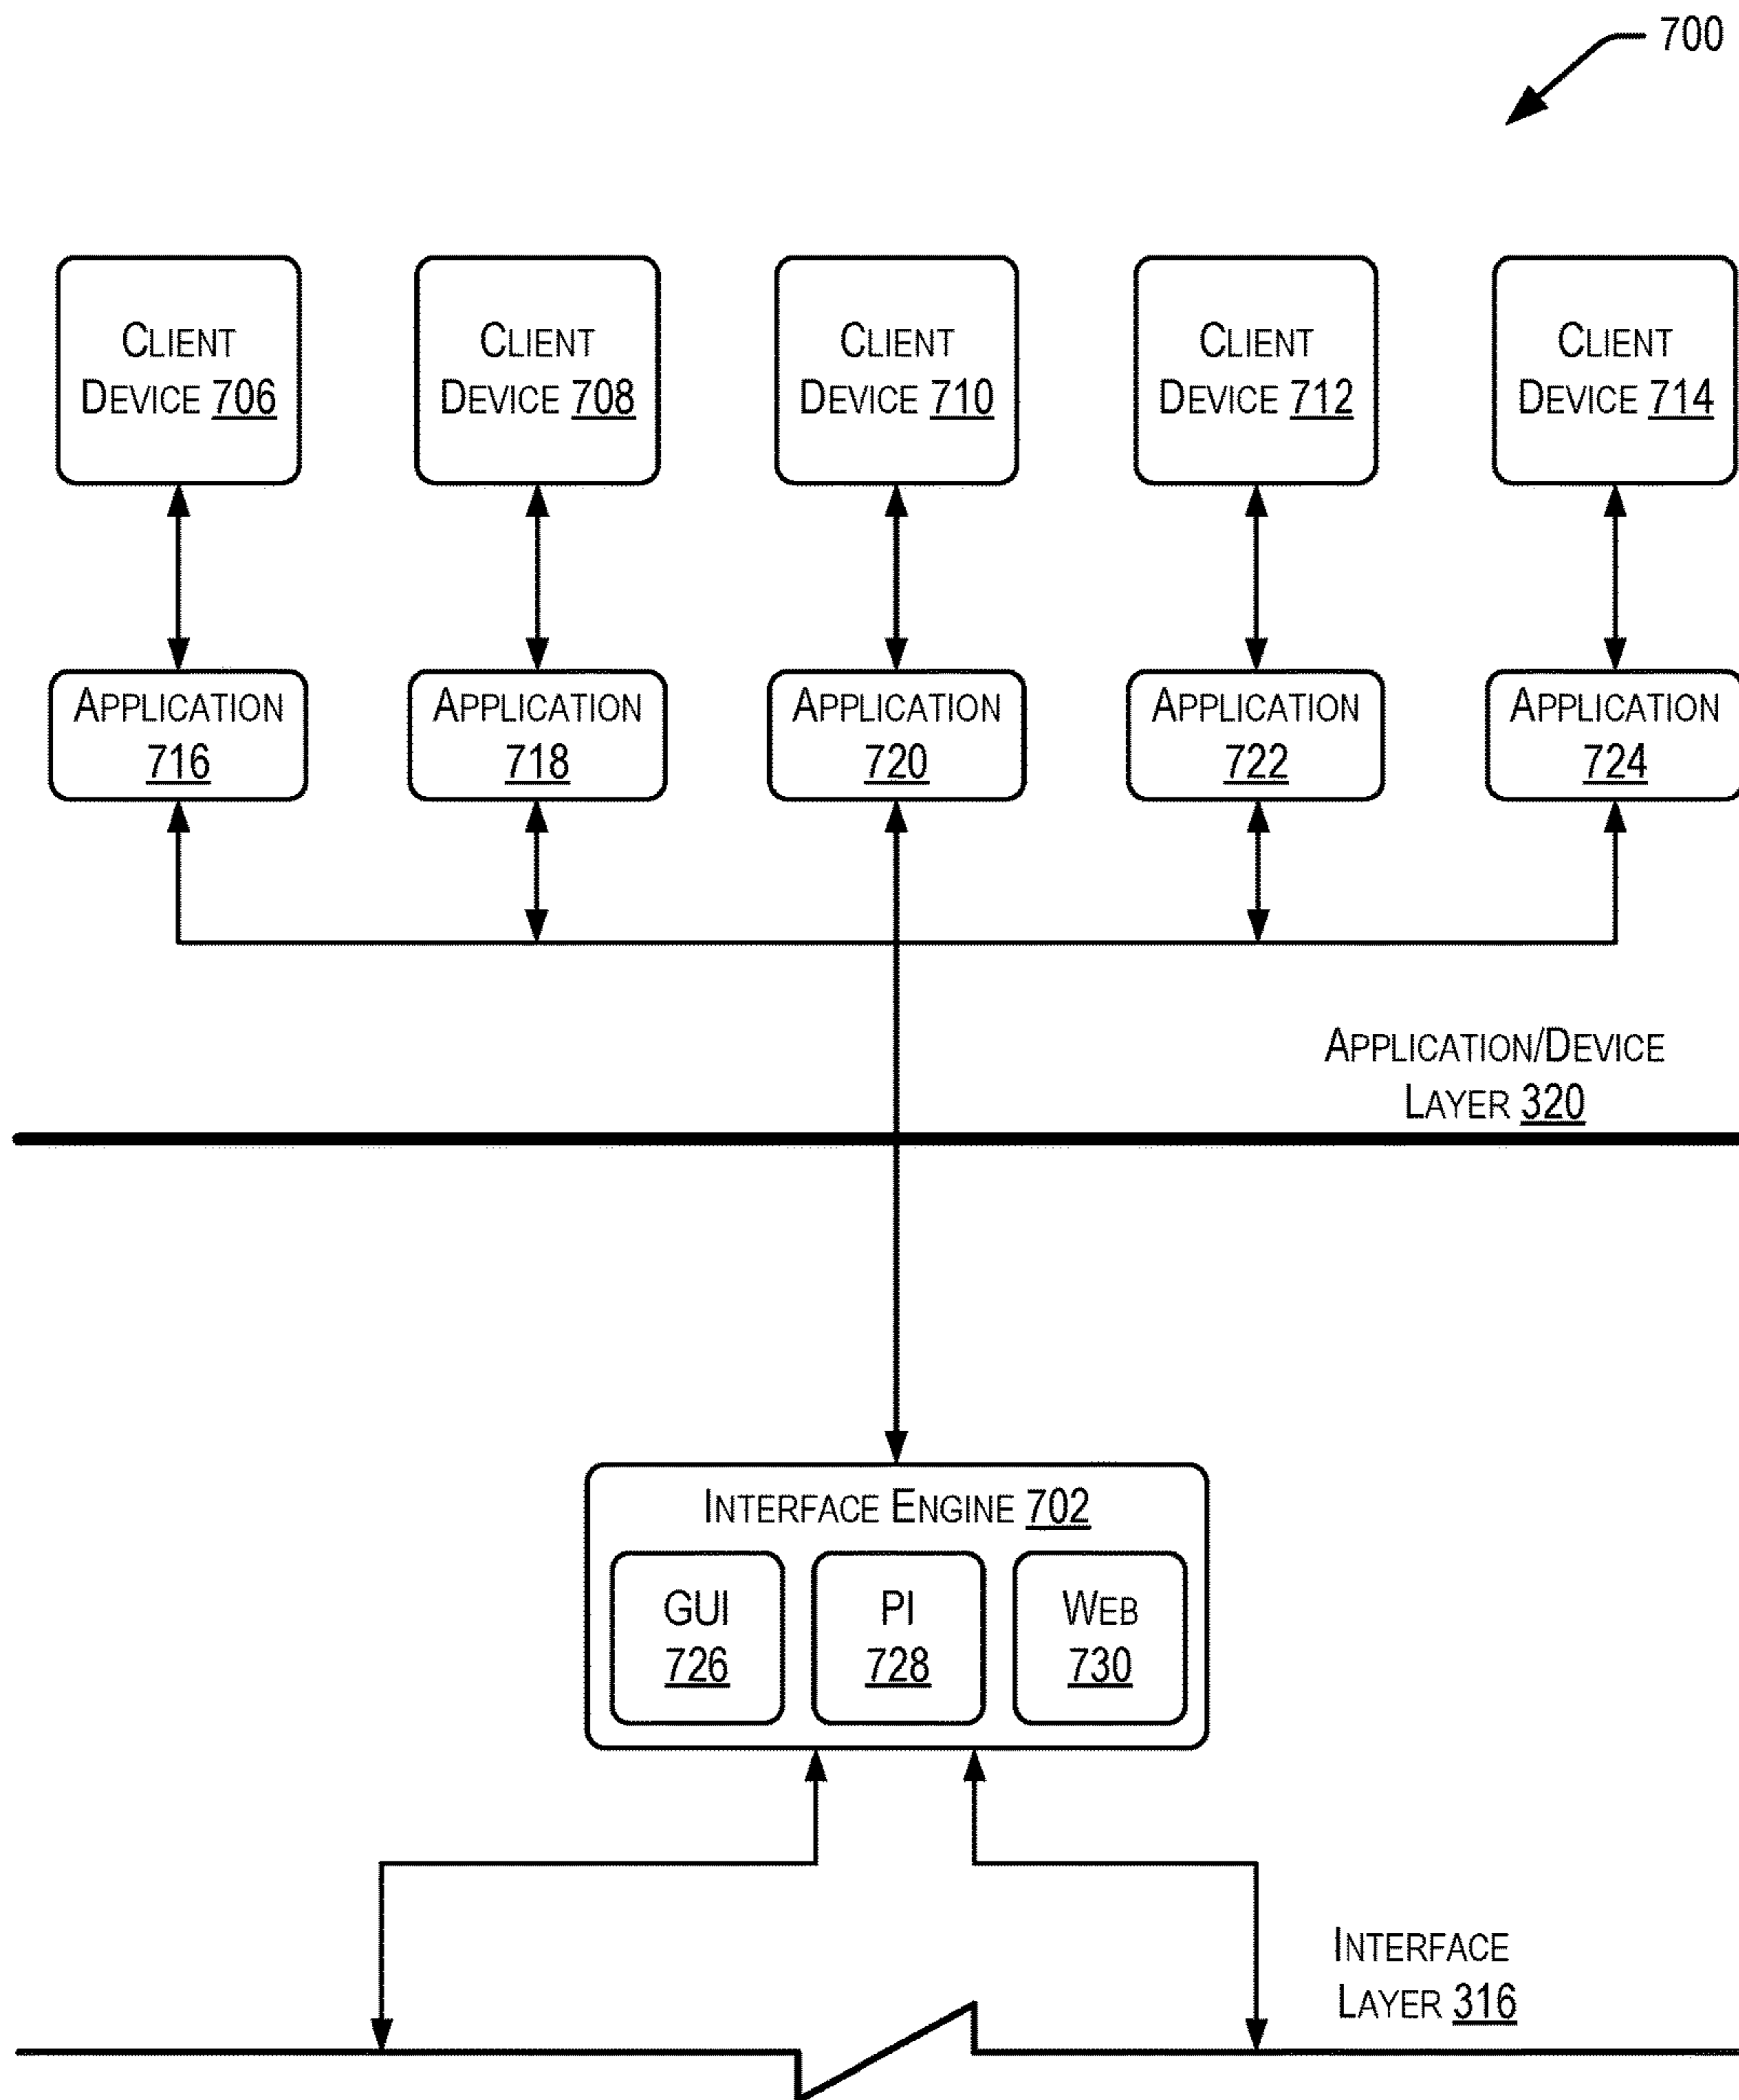 700
Client
Device 706
Client
Device 708
Client
Device 710
Client
Device 712
Client
Device 714
Application
716
Application
718
Application
720
Application
722
Application
724
Application/Device
Layer 320
Interface Engine 702
GUI
726
PI
728
Web
730
Interface
Layer 316